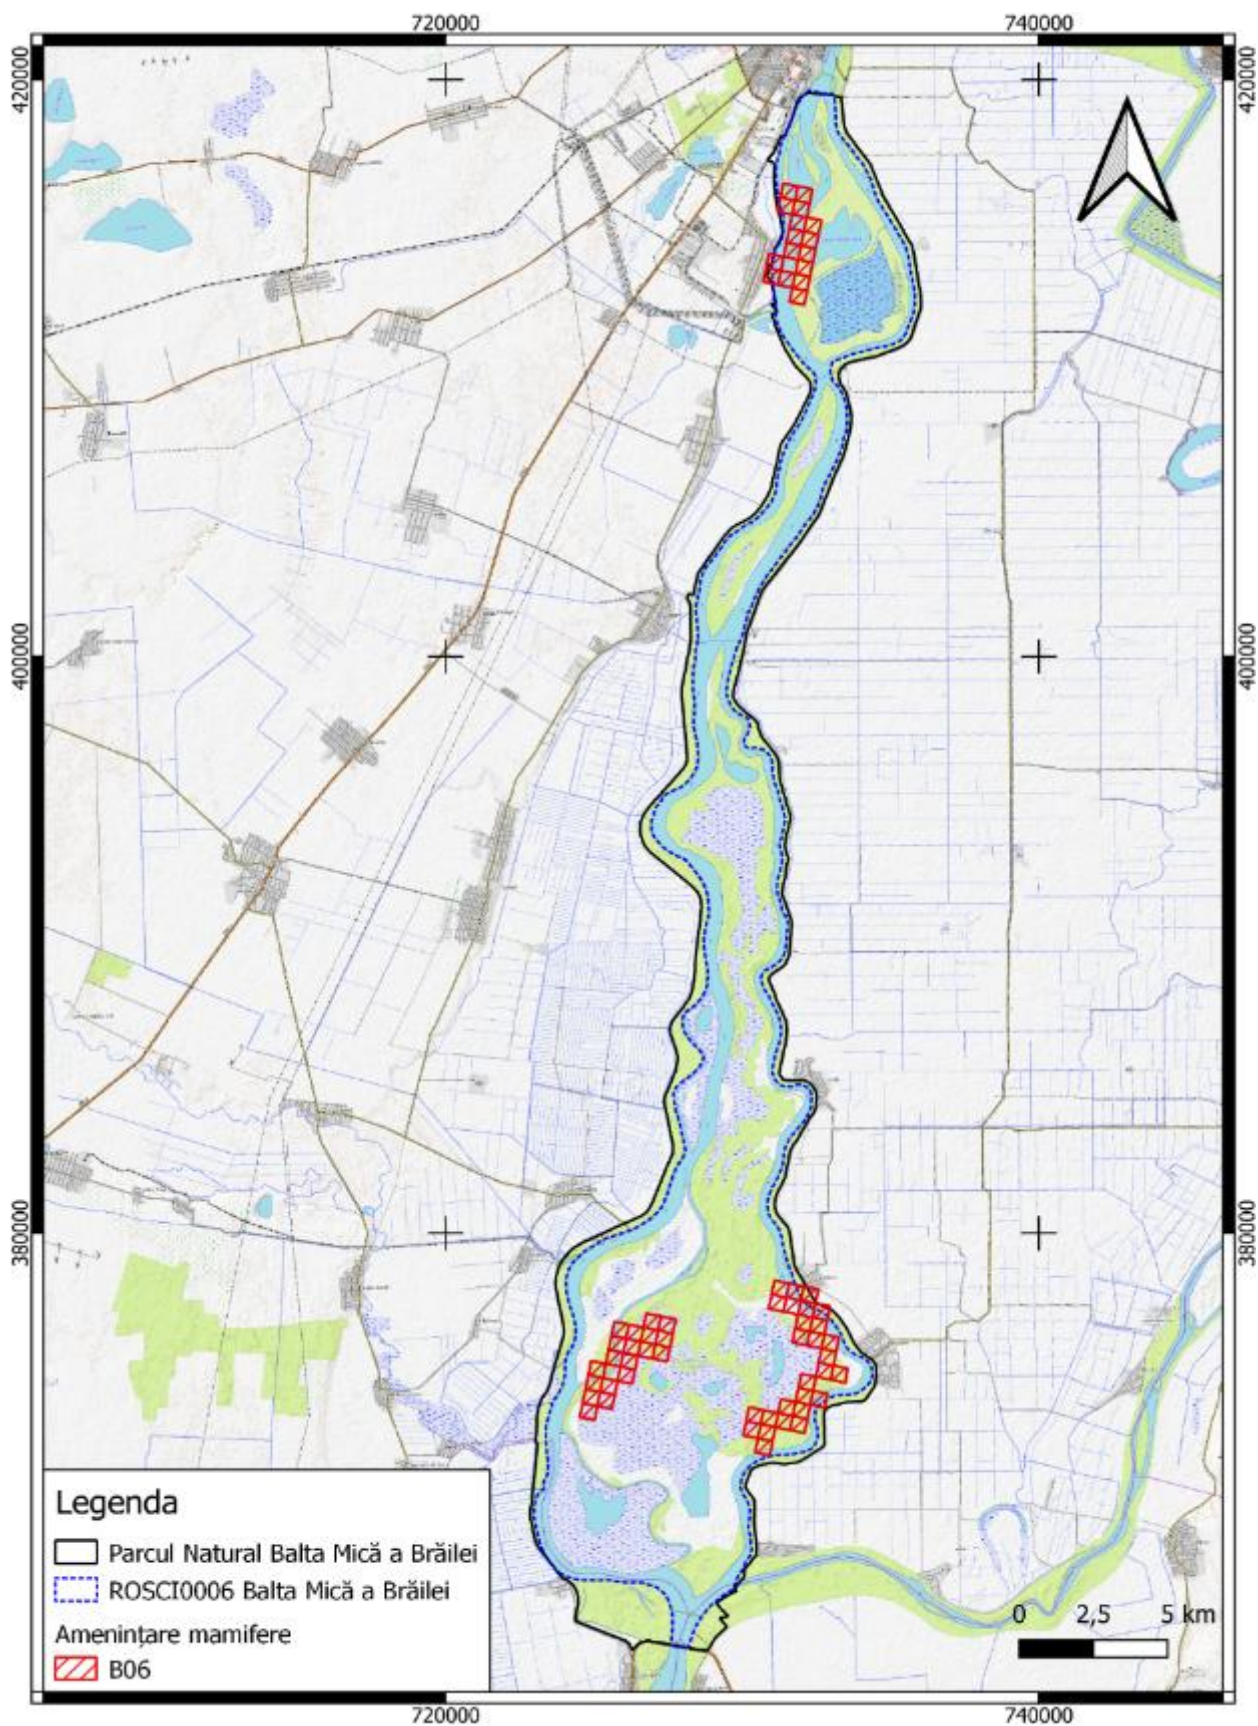 720000
740000
420000
420000
400000
400000
380000
380000
Legenda
Parcul Natural Balta Mică a Brăilei
ROSCI0006 Balta Mică a Brăilei
Amenințare mamifere
B06
0 2,5 5 km
720000
740000